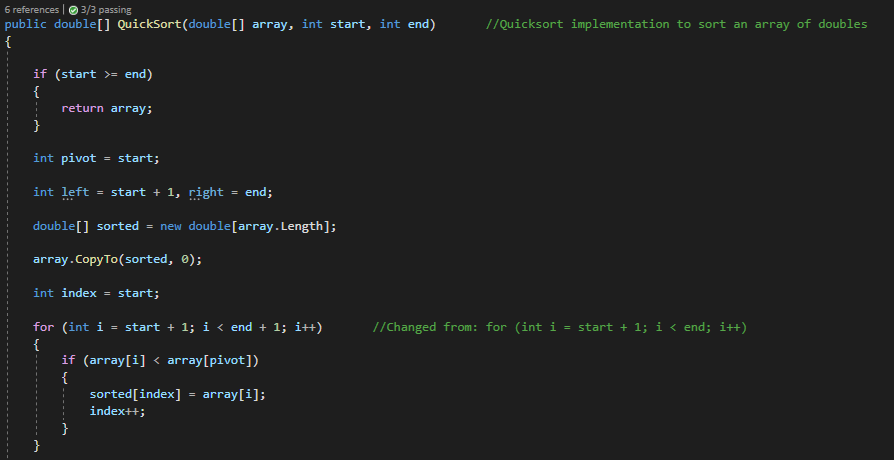 6 references | 3/3 passing
public double[] QuickSort(double[] array, int start, int end)       //Quicksort implementation to sort an array of doubles
{
    if (start >= end)
    {
        return array;
    }
    int pivot = start;
    int left = start + 1, right = end;
    double[] sorted = new double[array.Length];
    array.CopyTo(sorted, 0);
    int index = start;
    for (int i = start + 1; i < end + 1; i++)       //Changed from: for (int i = start + 1; i < end; i++)
    {
        if (array[i] < array[pivot])
        {
            sorted[index] = array[i];
            index++;
        }
    }